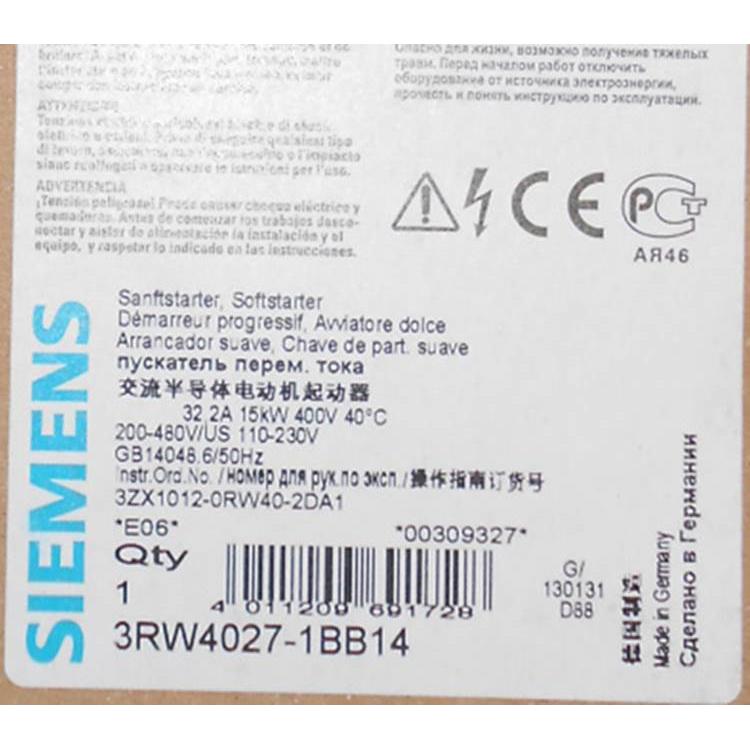 Опасно для жизни, возможно получение тяжелых
травм. Перед началом работ отключить
оборудование от источника электроэнергии,
прочесть и понять инструкцию по эксплуатации.
ATTENZIONE
ADVERTENCIA
¡Tensión peligrosa! Puede causar choque eléctrico y
quemaduras. Antes de comenzar los trabajos desco-
nectar y aislar de alimentación la instalación y el
equipo, y respetar lo indicado en las instrucciones.
CE
РСТ
АЯ46
SIEMENS
Sanftstarter, Softstarter
Démarreur progressif, Avviatore dolce
Arrancador suave, Chave de part. suave
пускатель перем. тока
交流半导体电动机起动器
32,2A 15kW 400V 40°C
200-480V/US 110-230V
GB14048.6/50Hz
Instr.Ord.No. /номер для рук.по эксп./操作指南订货号
3ZX1012-0RW40-2DA1
*E06*
*00309327*
Qty
1
4 011209 691728
G/
130131
D88
3RW4027-1BB14
德国制造
Made in Germany
Сделано в Германии